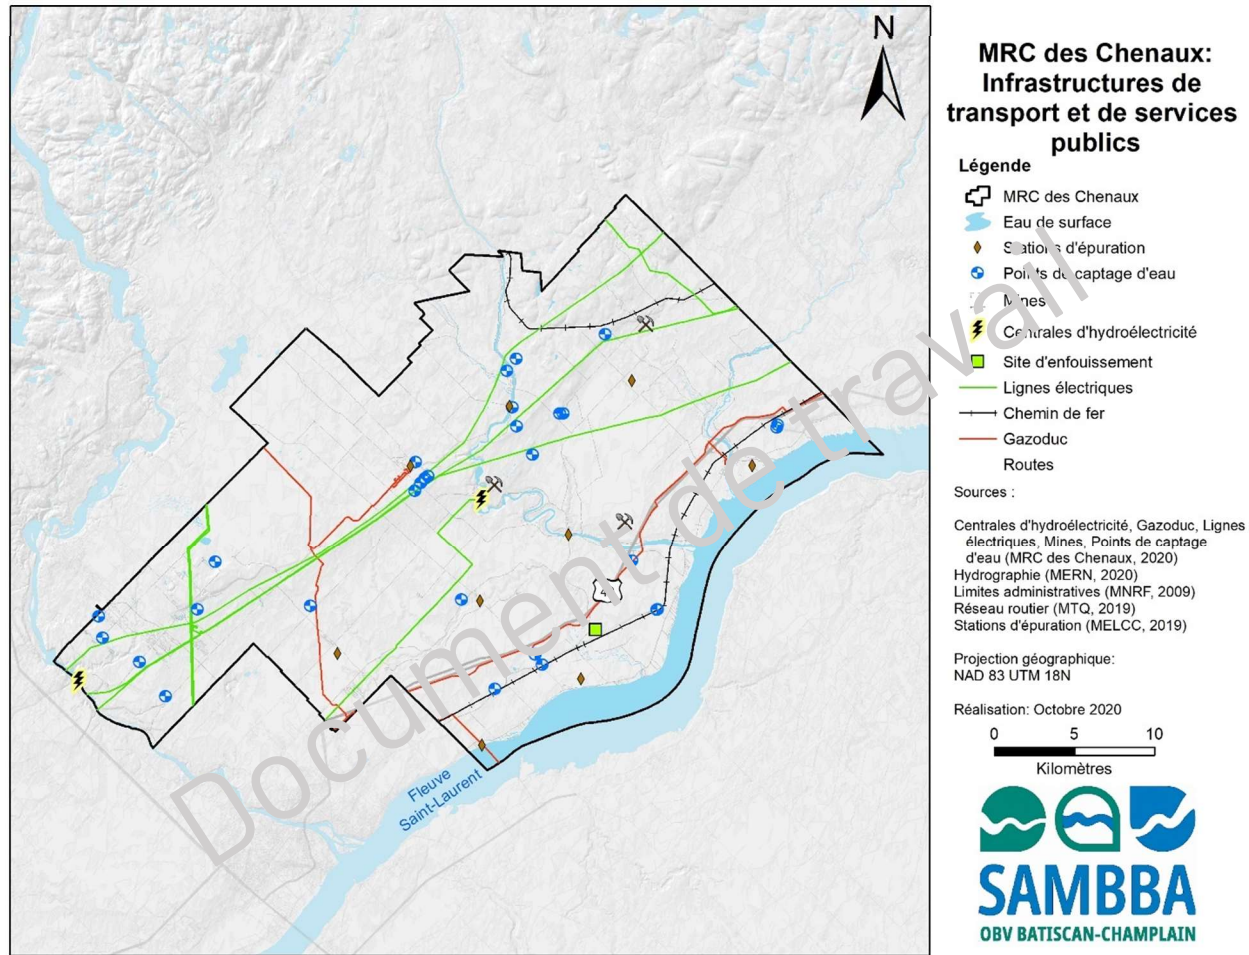 N
MRC des Chenaux:
Infrastructures de
transport et de services
publics
Légende
MRC des Chenaux
Eau de surface
Stations d'épuration
Points de captage d'eau
Mines
Centrales d'hydroélectricité
Site d'enfouissement
Lignes électriques
Chemin de fer
Gazoduc
Routes
Sources :
Centrales d'hydroélectricité, Gazoduc, Lignes
électriques, Mines, Points de captage
d'eau (MRC des Chenaux, 2020)
Hydrographie (MERN, 2020)
Limites administratives (MNRF, 2009)
Réseau routier (MTQ, 2019)
Stations d'épuration (MELCC, 2019)
Projection géographique:
NAD 83 UTM 18N
Réalisation: Octobre 2020
0 5 10
Kilomètres
SAMBBA
OBV BATISCAN-CHAMPLAIN
Fleuve
Saint-Laurent
Document de travail